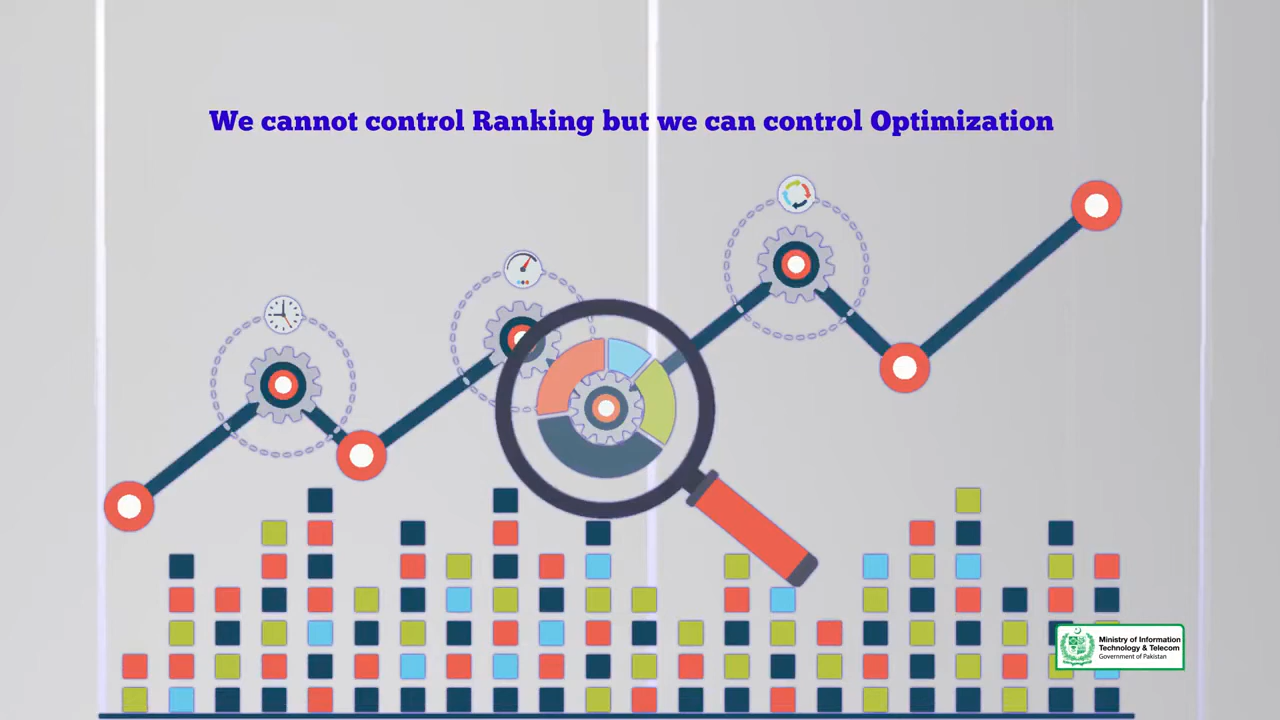 We cannot control Ranking but we can control Optimization
Ministry of Information
Technology & Telecom
Government of Pakistan